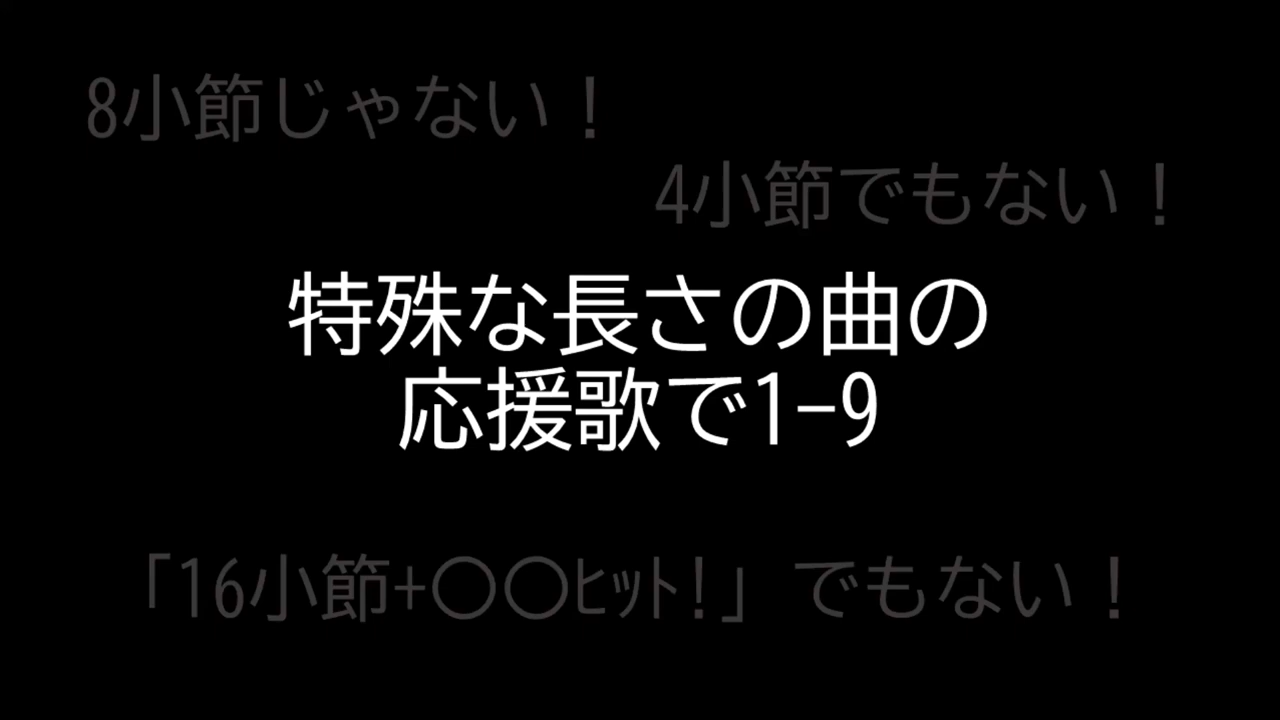 8小節じゃない！
4小節でもない！
特殊な長さの曲の
応援歌で1-9
「16小節+〇〇ﾋｯﾄ!」でもない！